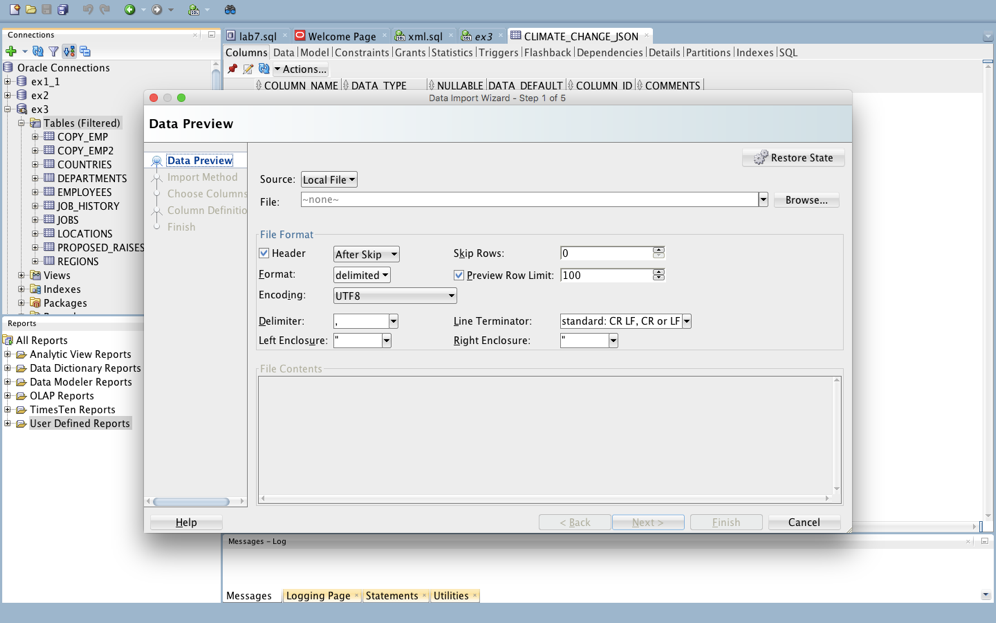 Connections
Oracle Connections
ex1_1
ex2
ex3
Tables (Filtered)
COPY_EMP
COPY_EMP2
COUNTRIES
DEPARTMENTS
EMPLOYEES
JOB_HISTORY
JOBS
LOCATIONS
PROPOSED_RAISES
REGIONS
Views
Indexes
Packages
Reports
All Reports
Analytic View Reports
Data Dictionary Reports
Data Modeler Reports
OLAP Reports
TimesTen Reports
User Defined Reports
lab7.sql Welcome Page xml.sql ex3 CLIMATE_CHANGE_JSON
Columns Data Model Constraints Grants Statistics Triggers Flashback Dependencies Details Partitions Indexes SQL
Actions...
COLUMN_NAME DATA_TYPE NULLABLE DATA_DEFAULT COLUMN_ID COMMENTS
Data Import Wizard - Step 1 of 5
Data Preview
Data Preview
Import Method
Choose Columns
Column Definitio
Finish
Restore State
Source: Local File
File: ~none~ Browse...
File Format
Header After Skip Skip Rows: 0
Format: delimited Preview Row Limit: 100
Encoding: UTF8
Delimiter: , Line Terminator: standard: CR LF, CR or LF
Left Enclosure: " Right Enclosure: "
File Contents
Help < Back Next > Finish Cancel
Messages - Log
Messages Logging Page Statements Utilities